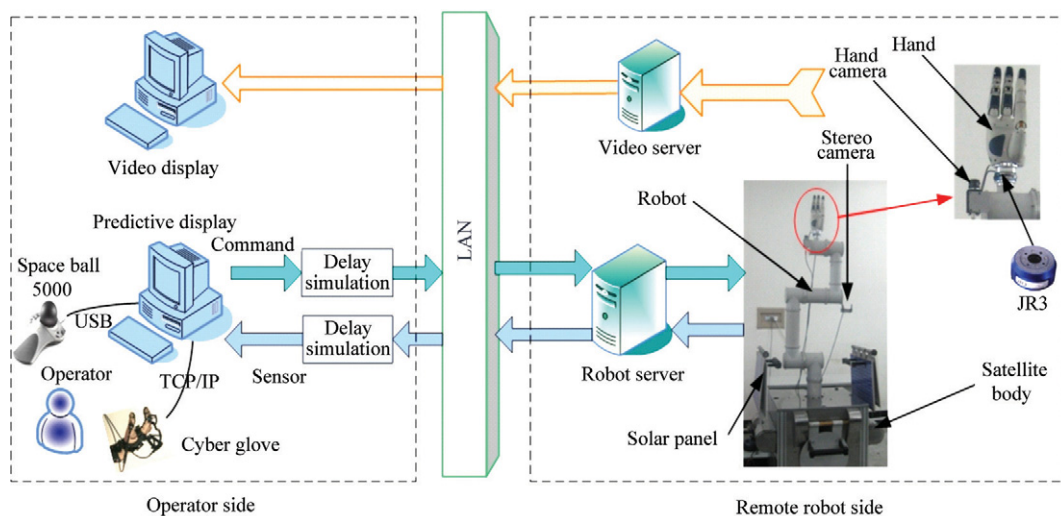 Video display
Predictive display
Command
Delay
simulation
Space ball
5000
USB
Delay
simulation
Sensor
TCP/IP
Operator
Cyber glove
Operator side
LAN
Video server
Hand
camera
Hand
Stereo
camera
Robot
JR3
Robot server
Solar panel
Satellite
body
Remote robot side